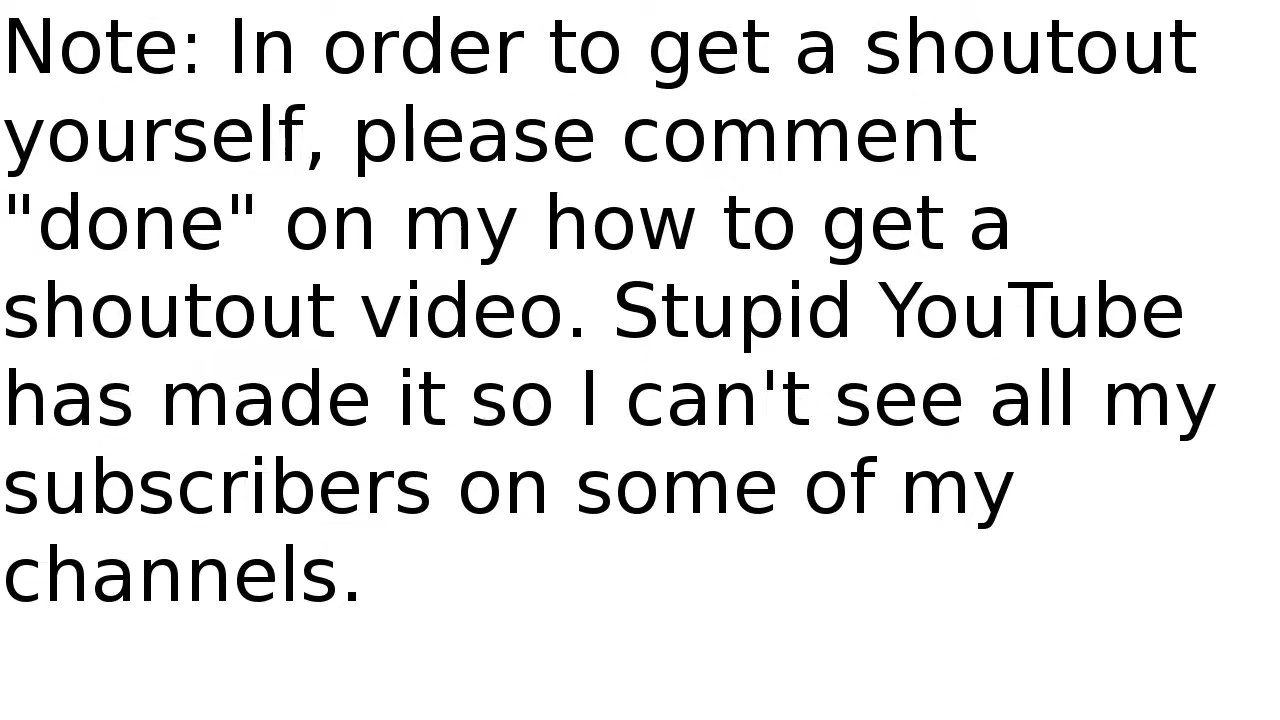 Note: In order to get a shoutout
yourself, please comment
"done" on my how to get a
shoutout video. Stupid YouTube
has made it so I can't see all my
subscribers on some of my
channels.